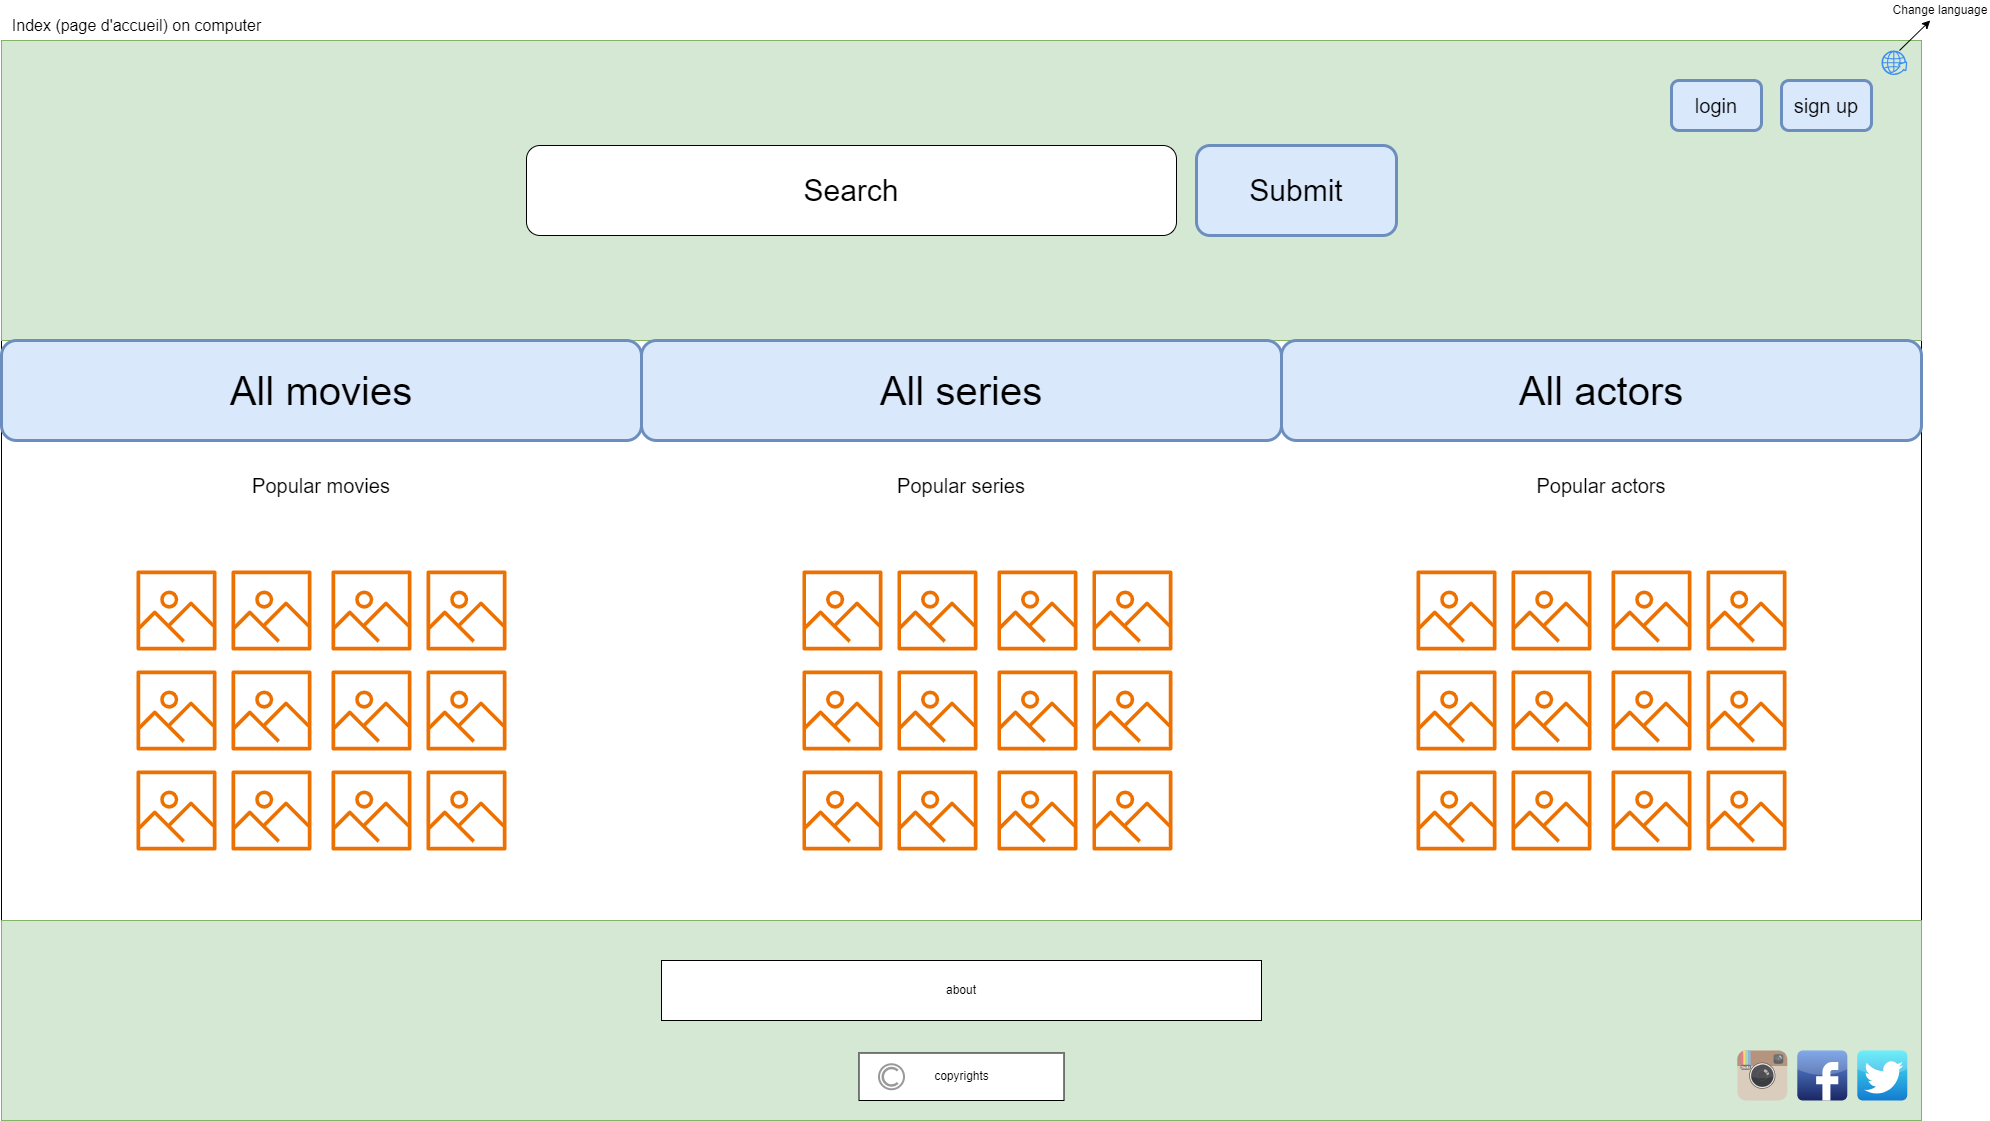 Change language
Index (page d'accueil) on computer
login
sign up
Search
Submit
All movies
All series
All actors
Popular movies
Popular series
Popular actors
about
© copyrights